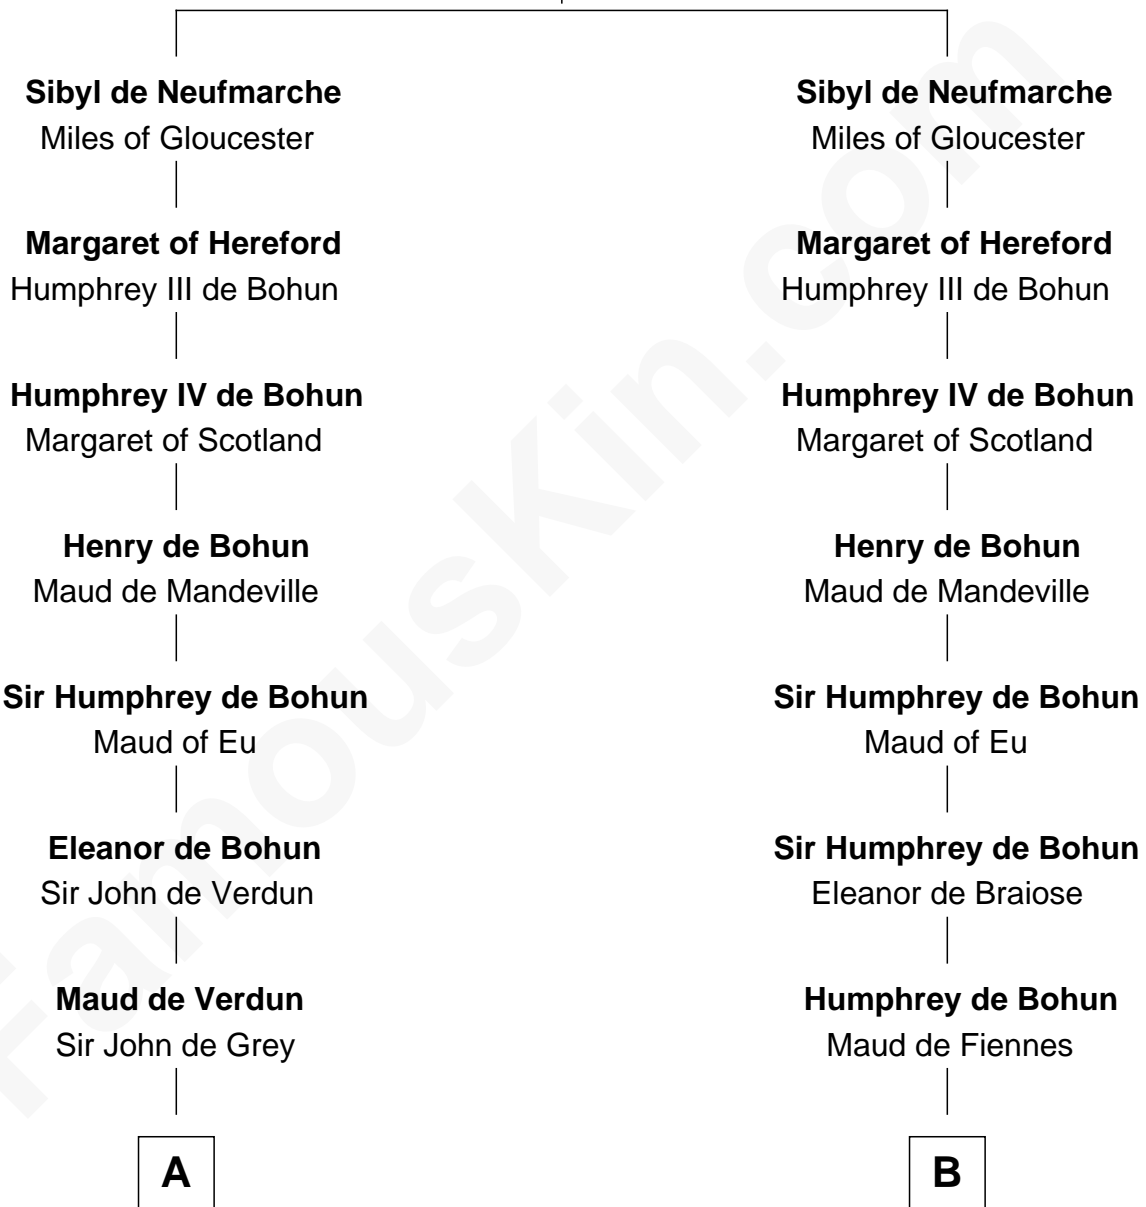 Sibyl de Neufmarche
Miles of Gloucester
Margaret of Hereford
Humphrey III de Bohun
Humphrey IV de Bohun
Margaret of Scotland
Henry de Bohun
Maud de Mandeville
Sir Humphrey de Bohun
Maud of Eu
Eleanor de Bohun
Sir John de Verdun
Maud de Verdun
Sir John de Grey
A
Sibyl de Neufmarche
Miles of Gloucester
Margaret of Hereford
Humphrey III de Bohun
Humphrey IV de Bohun
Margaret of Scotland
Henry de Bohun
Maud de Mandeville
Sir Humphrey de Bohun
Maud of Eu
Sir Humphrey de Bohun
Eleanor de Braiose
Humphrey de Bohun
Maud de Fiennes
B
FamousKin.com